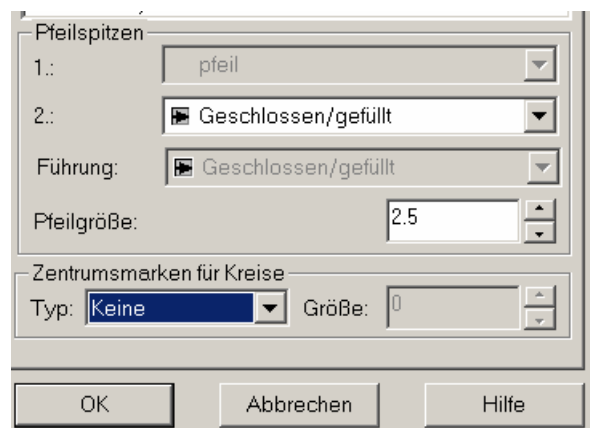 Pfeilspitzen
1.: pfeil
2.: Geschlossen/gefüllt
Führung: Geschlossen/gefüllt
Pfeilgröße: 2.5
Zentrumsmarken für Kreise
Typ: Keine Größe: 0
OK Abbrechen Hilfe